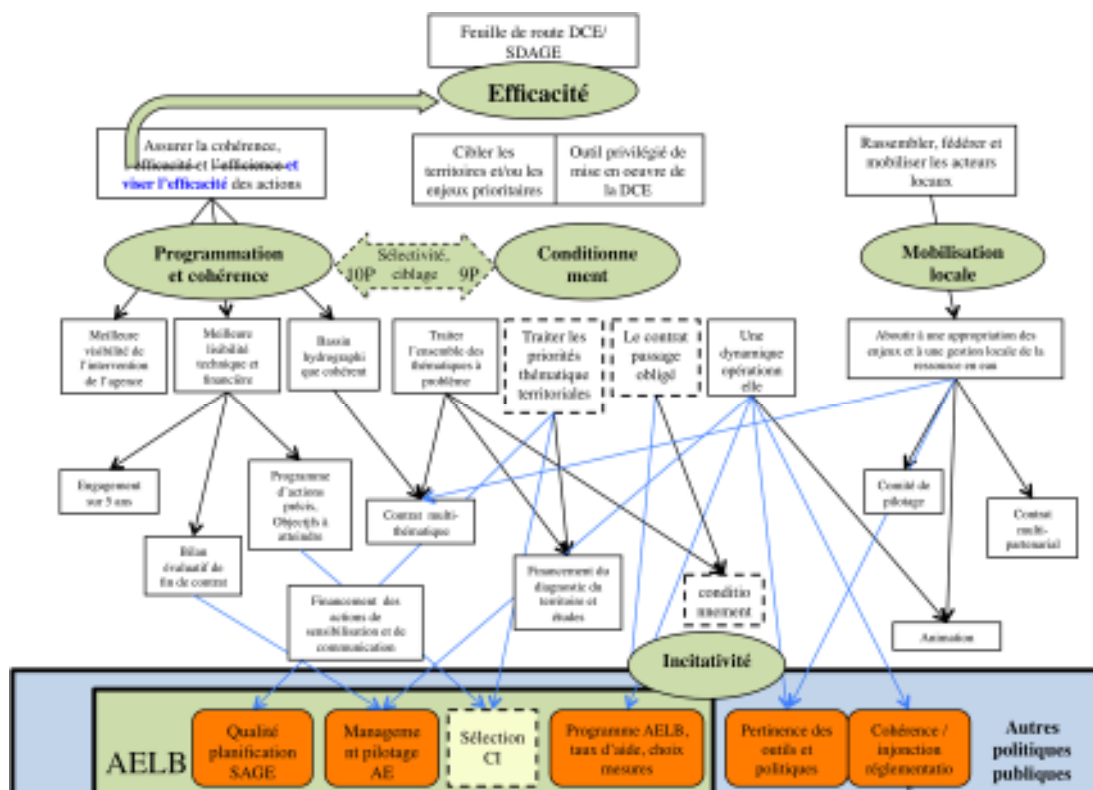 Feuille de route DCE/
SDAGE
Efficacité
Assurer la cohérence,
efficacité et l'efficience et
viser l'efficacité des actions
Cibler les
territoires et/ou les
enjeux prioritaires
Outil privilégié de
mise en oeuvre de
la DCE
Rassembler, fédérer et
mobiliser les acteurs
locaux
Programmation
et cohérence
Sélectivité,
10P ciblage 9P
Conditionne
ment
Mobilisation
locale
Meilleure
visibilité de
l'intervention
de l'agence
Meilleure
lisibilité
technique et
financière
Bassin
hydrographi
que cohérent
Traiter
l'ensemble des
thématiques à
problème
Traiter les
priorités
thématique
territoriales
Le contrat
passage
obligé
Une
dynamique
opérationn
elle
Aboutir à une appropriation des
enjeux et à une gestion locale de la
ressource en eau
Engagement
sur 5 ans
Programme
d'actions
précis,
Objectifs à
atteindre
Contrat multi-
thématique
Comité de
pilotage
Contrat
multi-
partenarial
Bilan
évaluatif de
fin de contrat
Financement des
actions de
sensibilisation et de
communication
Financement du
diagnostic du
territoire et
études
conditio
nnement
Animation
Incitativité
AELB
Qualité
planification
SAGE
Manageme
nt pilotage
AE
Sélection
CI
Programme AELB,
taux d'aide, choix
mesures
Pertinence des
outils et
politiques
Cohérence /
injonction
réglementatio
Autres
politiques
publiques